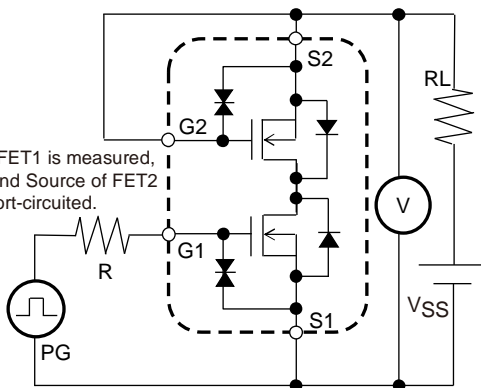 S2
RL
G2
FET1 is measured,
nd Source of FET2
ort-circuited.
V
G1
R
VSS
S1
PG